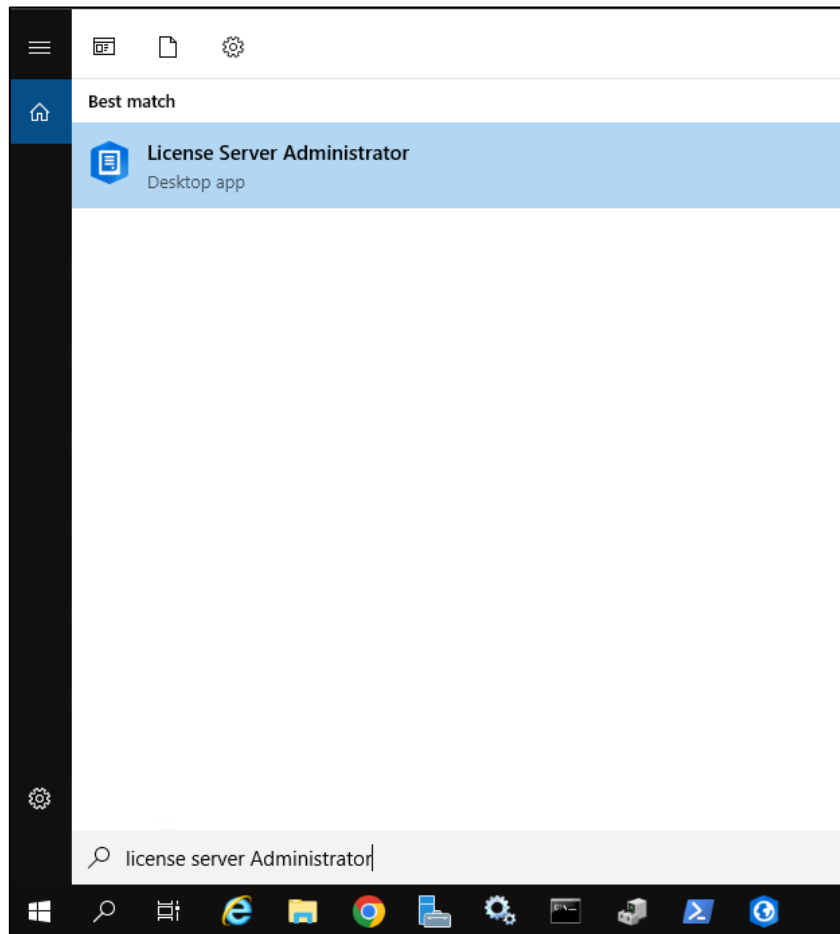 Best match
License Server Administrator
Desktop app
license server Administrator